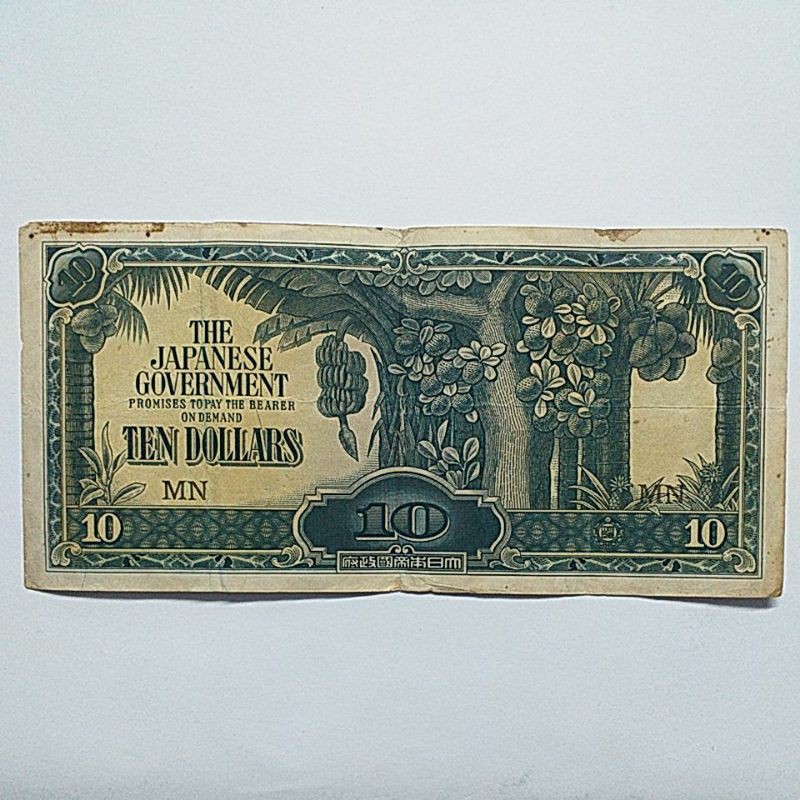 10
10
THE
JAPANESE
GOVERNMENT
PROMISES TO PAY THE BEARER
ON DEMAND
TEN DOLLARS
MN
MN
10
10
10
府政國帝本日大